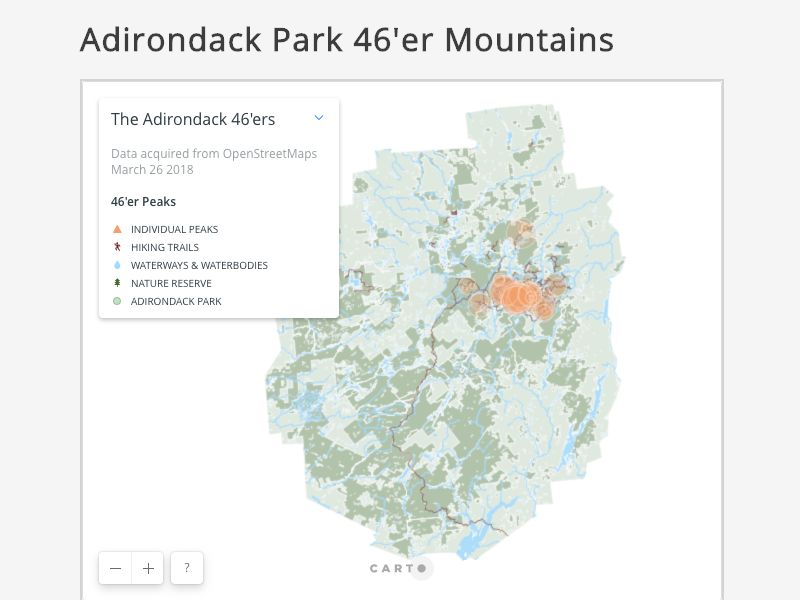 Adirondack Park 46'er Mountains
The Adirondack 46'ers
Data acquired from OpenStreetMaps
March 26 2018
46'er Peaks
INDIVIDUAL PEAKS
HIKING TRAILS
WATERWAYS & WATERBODIES
NATURE RESERVE
ADIRONDACK PARK
− + ?
CARTO